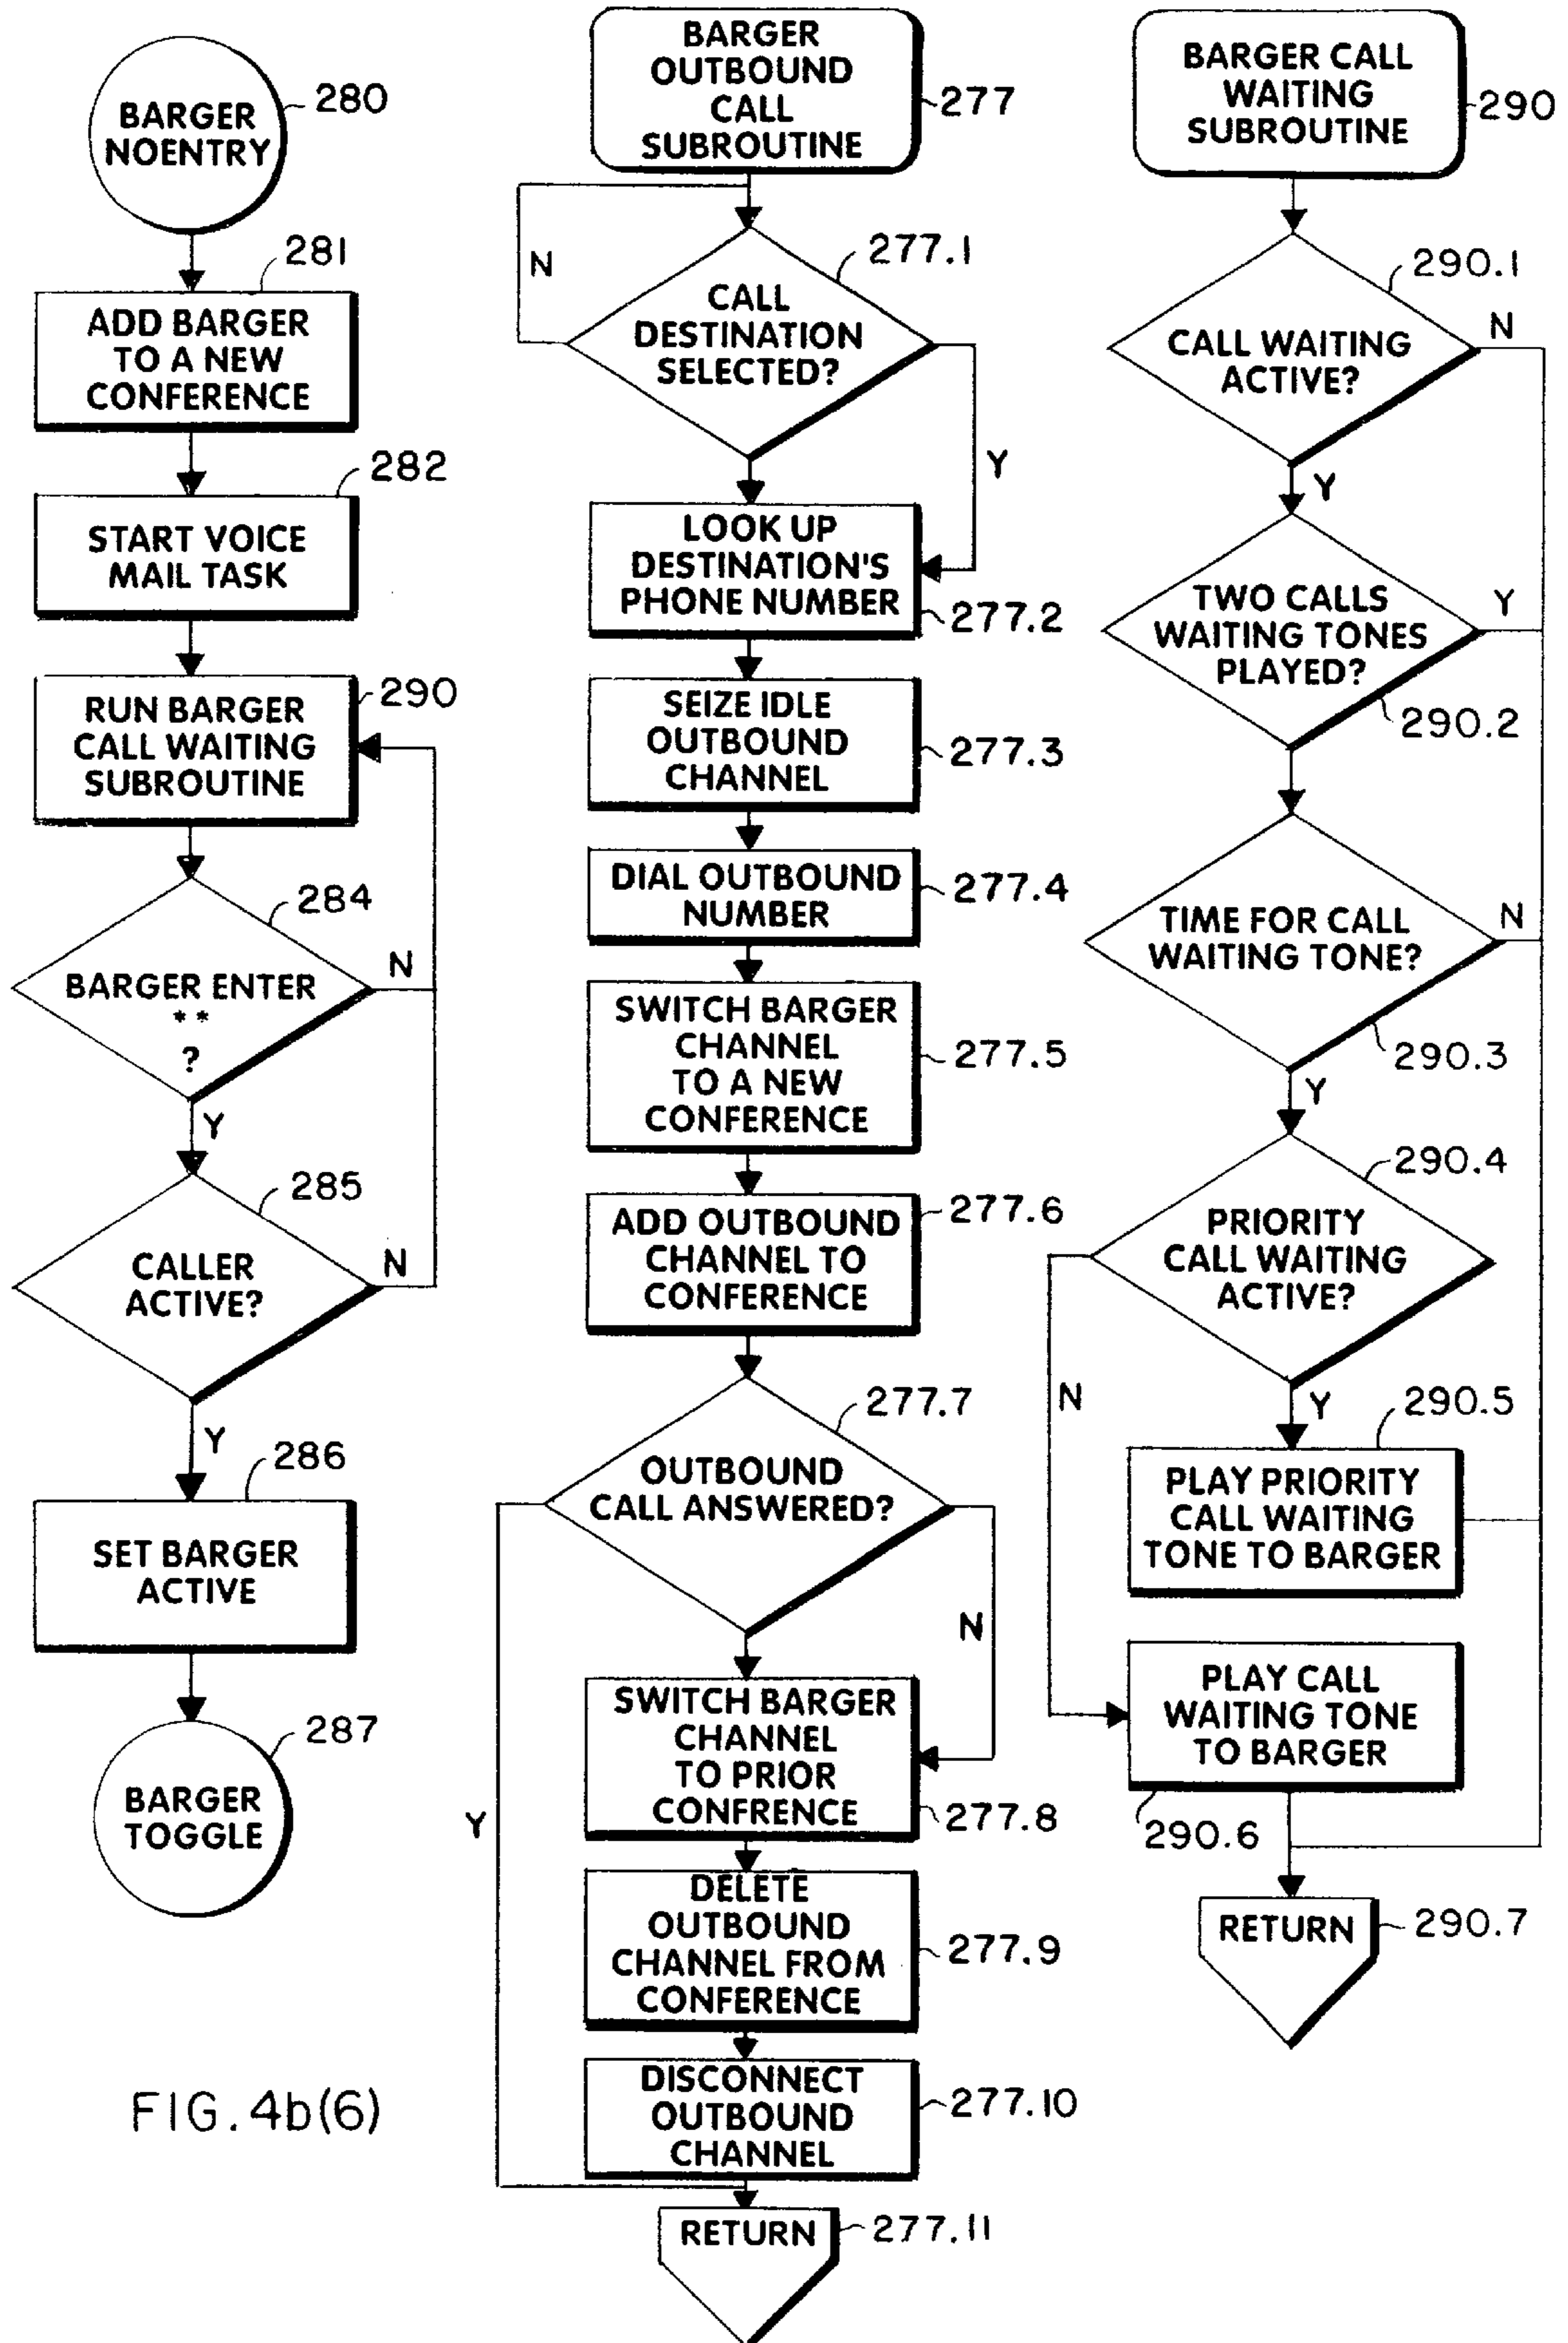 BARGER
NOENTRY
280
281
ADD BARGER
TO A NEW
CONFERENCE
282
START VOICE
MAIL TASK
290
RUN BARGER
CALL WAITING
SUBROUTINE
284
BARGER ENTER
**
?
N
Y
285
CALLER
ACTIVE?
N
Y
286
SET BARGER
ACTIVE
287
BARGER
TOGGLE
FIG. 4b(6)
BARGER
OUTBOUND
CALL
SUBROUTINE
277
N
277.1
CALL
DESTINATION
SELECTED?
Y
LOOK UP
DESTINATION'S
PHONE NUMBER
277.2
SEIZE IDLE
OUTBOUND
CHANNEL
277.3
DIAL OUTBOUND
NUMBER
277.4
SWITCH BARGER
CHANNEL
TO A NEW
CONFERENCE
277.5
ADD OUTBOUND
CHANNEL TO
CONFERENCE
277.6
277.7
OUTBOUND
CALL ANSWERED?
N
Y
SWITCH BARGER
CHANNEL
TO PRIOR
CONFRENCE
277.8
DELETE
OUTBOUND
CHANNEL FROM
CONFERENCE
277.9
DISCONNECT
OUTBOUND
CHANNEL
277.10
RETURN
277.11
BARGER CALL
WAITING
SUBROUTINE
290
290.1
CALL WAITING
ACTIVE?
N
Y
TWO CALLS
WAITING TONES
PLAYED?
Y
290.2
TIME FOR CALL
WAITING TONE?
N
290.3
Y
290.4
PRIORITY
CALL WAITING
ACTIVE?
N
Y
290.5
PLAY PRIORITY
CALL WAITING
TONE TO BARGER
PLAY CALL
WAITING TONE
TO BARGER
290.6
RETURN
290.7